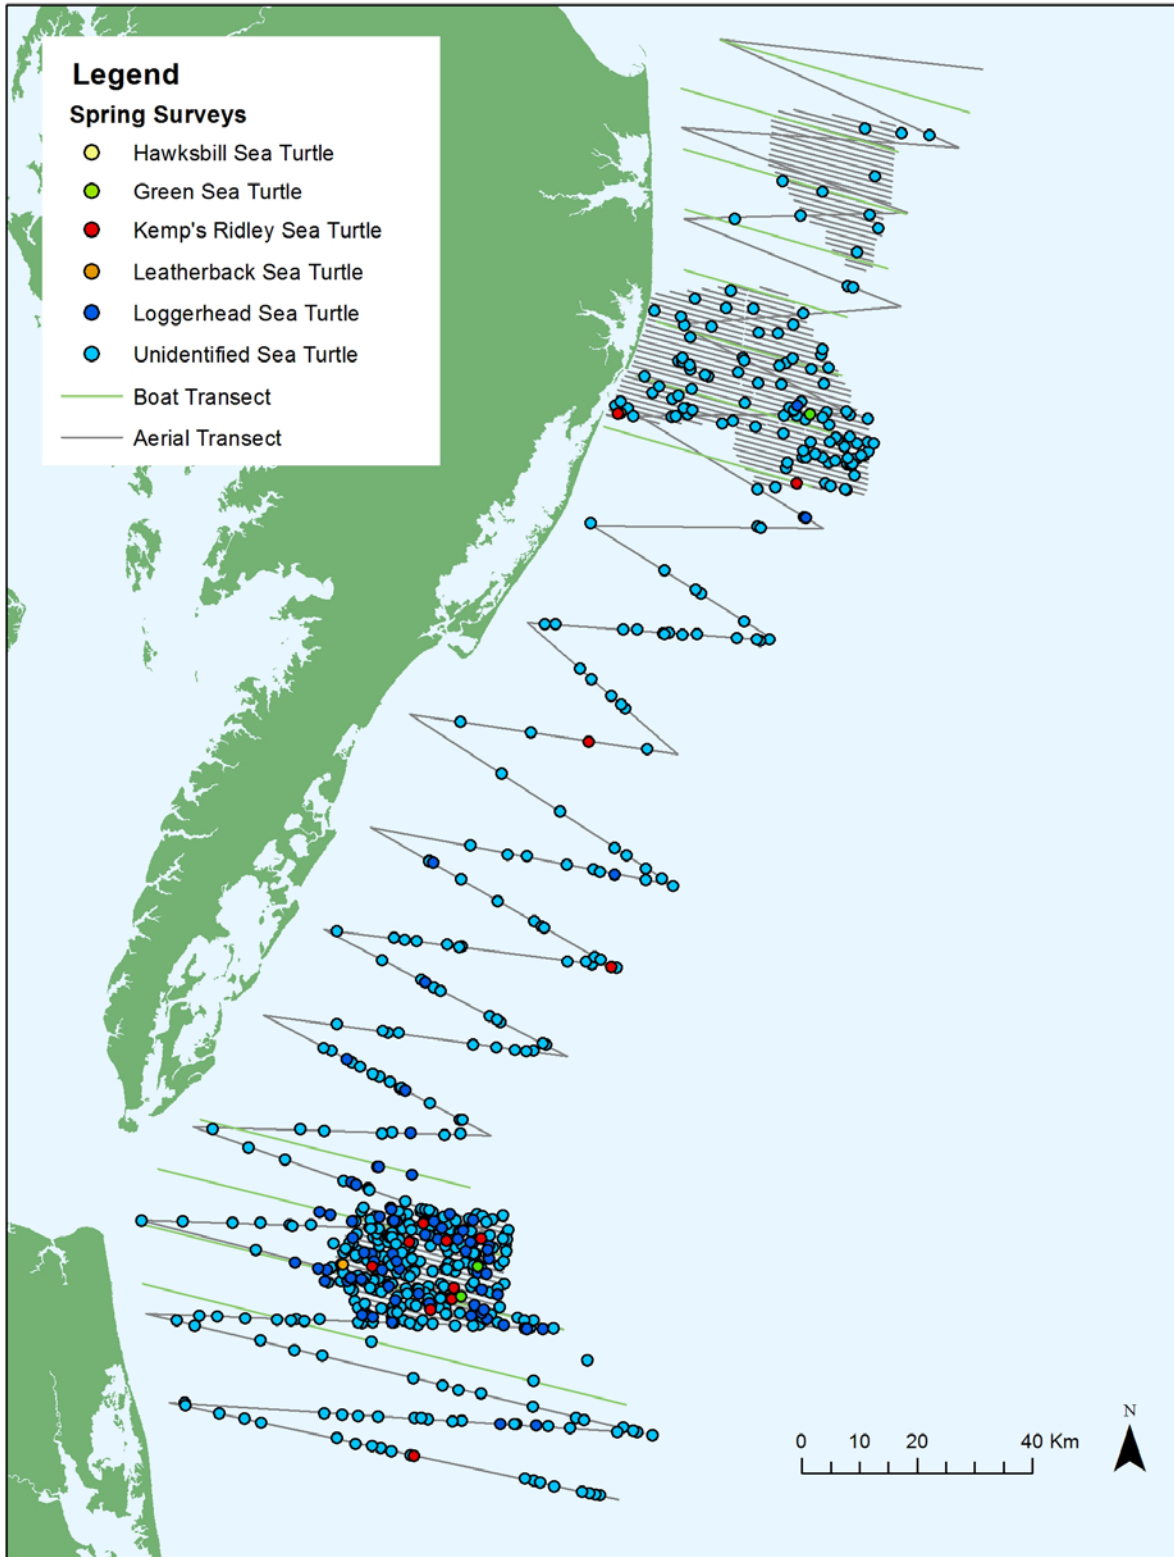 Legend
Spring Surveys
Hawksbill Sea Turtle
Green Sea Turtle
Kemp's Ridley Sea Turtle
Leatherback Sea Turtle
Loggerhead Sea Turtle
Unidentified Sea Turtle
Boat Transect
Aerial Transect
N
0 10 20 40 Km